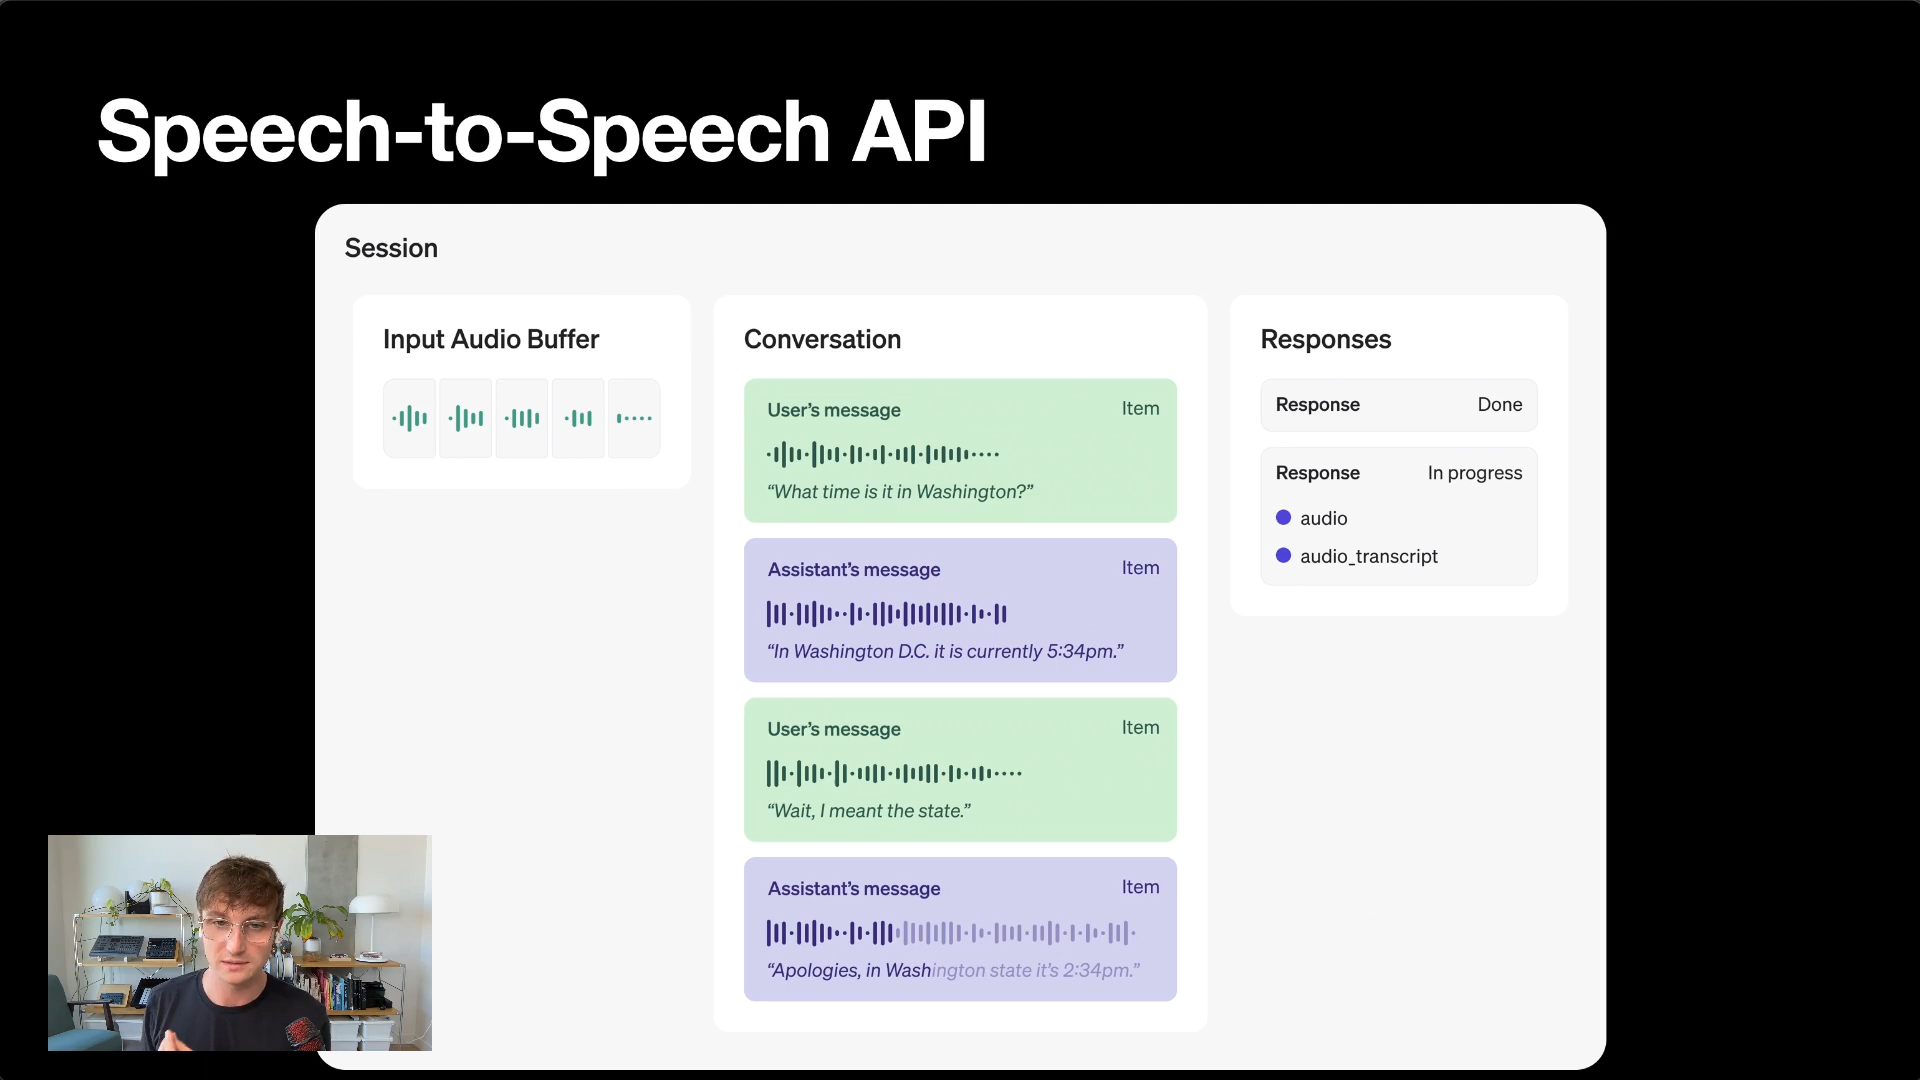 Speech-to-Speech API
Session
Input Audio Buffer
Conversation
User’s message
Item
“What time is it in Washington?”
Assistant’s message
Item
“In Washington D.C. it is currently 5:34pm.”
User’s message
Item
“Wait, I meant the state.”
Assistant’s message
Item
“Apologies, in Washington state it’s 2:34pm.”
Responses
Response
Done
Response
In progress
audio
audio_transcript